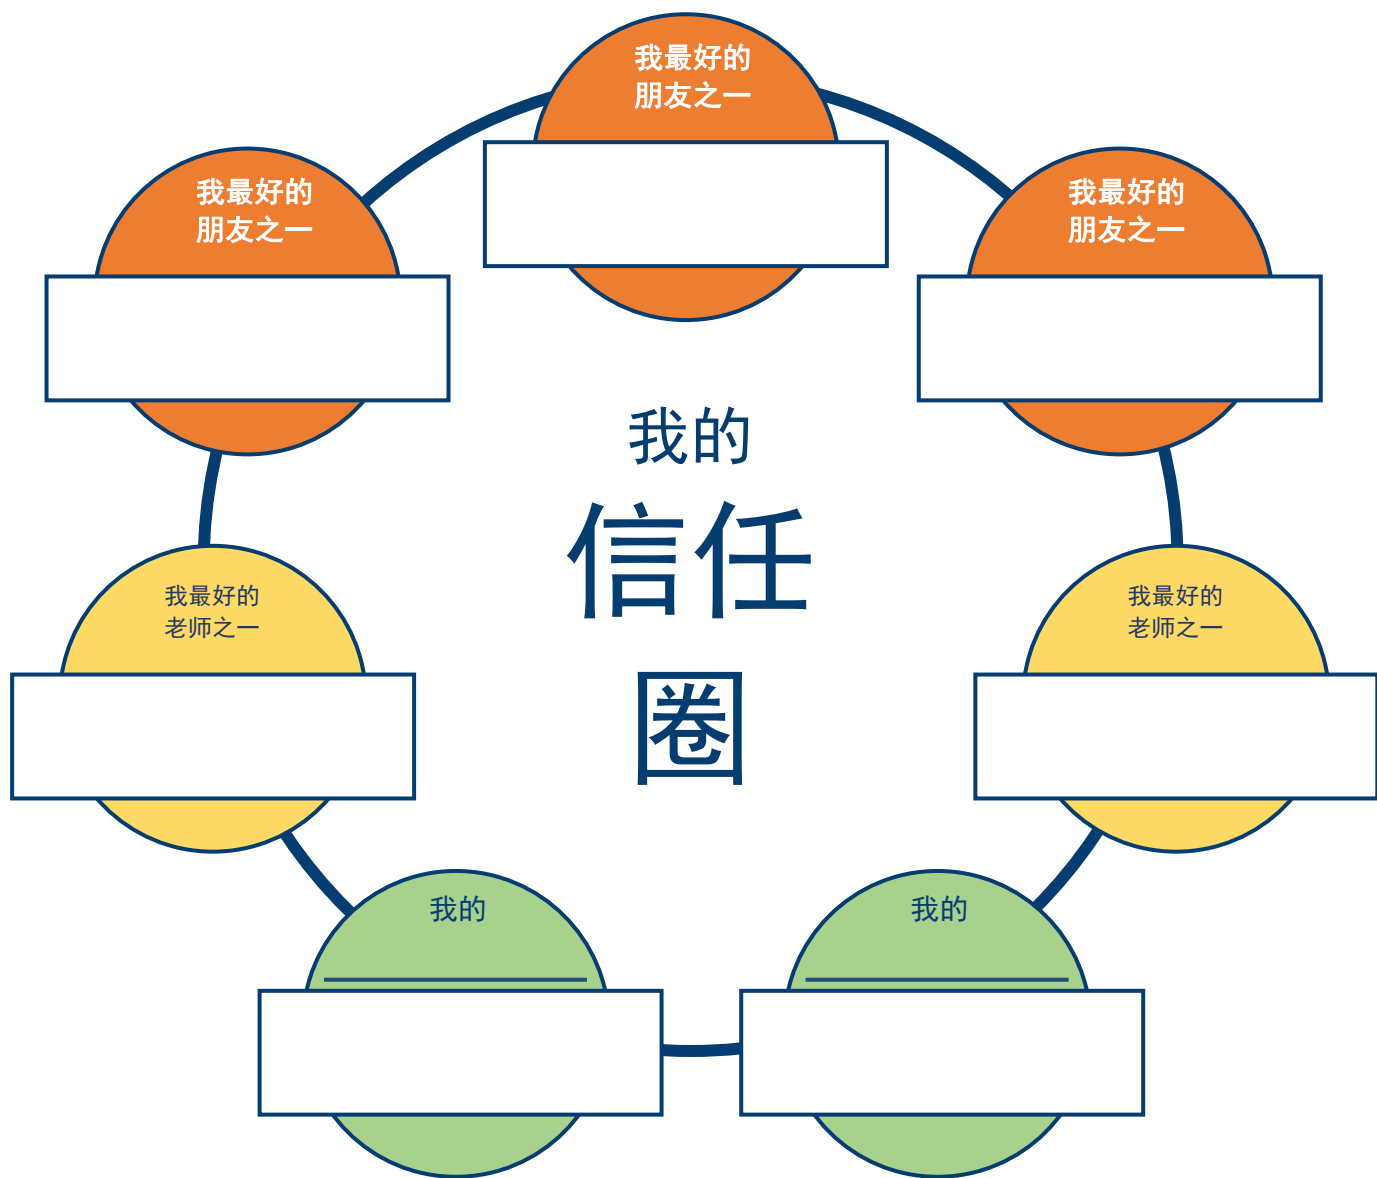 我最好的
朋友之一
我最好的
朋友之一
我最好的
朋友之一
我的
信任
圈
我最好的
老师之一
我最好的
老师之一
我的
我的